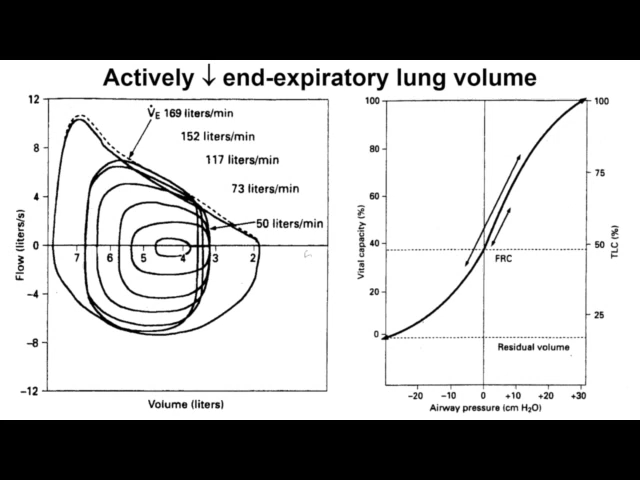 Actively ↓ end-expiratory lung volume
12
8
4
0
−4
−8
−12
Flow (liters/s)
V̇E 169 liters/min
152 liters/min
117 liters/min
73 liters/min
50 liters/min
7 6 5 4 3 2
Volume (liters)
100
80
60
40
20
0
Vital capacity (%)
FRC
Residual volume
100
75
50
25
TLC (%)
−20 −10 0 +10 +20 +30
Airway pressure (cm H2O)